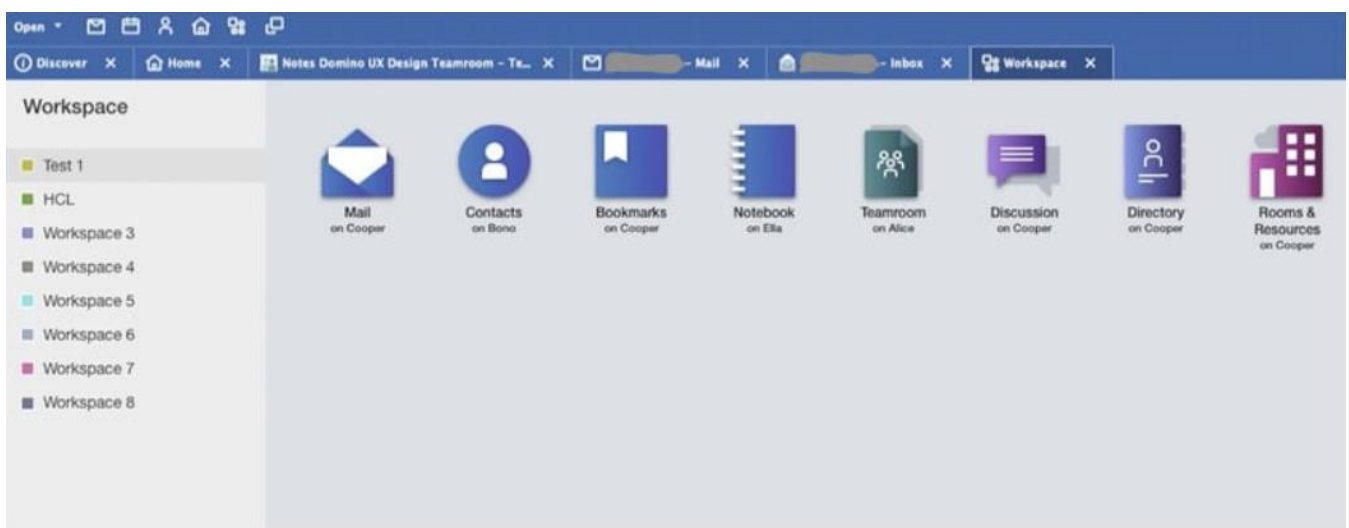 Open
Discover
Home
Notes Domino UX Design Teamroom - Te...
- Mail
- Inbox
Workspace
Workspace
Test 1
HCL
Workspace 3
Workspace 4
Workspace 5
Workspace 6
Workspace 7
Workspace 8
Mail
on Cooper
Contacts
on Bono
Bookmarks
on Cooper
Notebook
on Ella
Teamroom
on Alice
Discussion
on Cooper
Directory
on Cooper
Rooms &
Resources
on Cooper